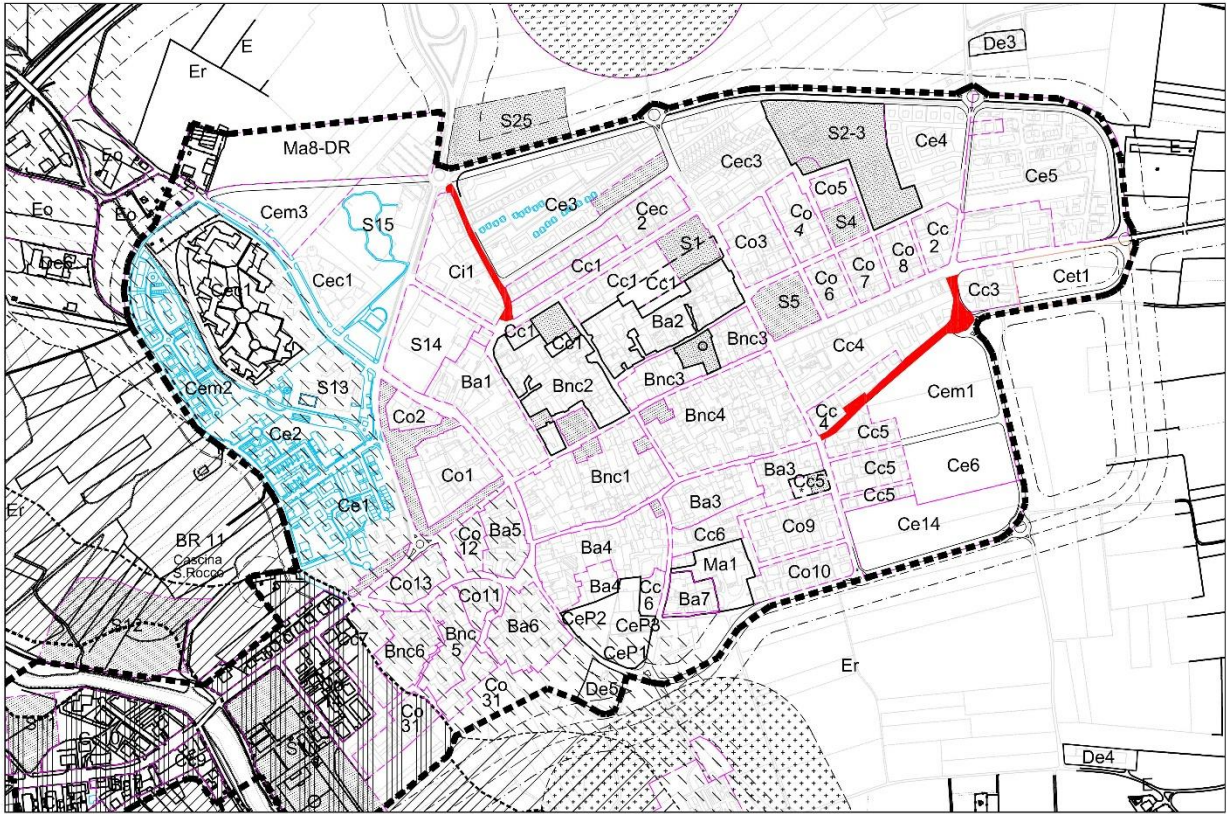 De3
E
Er
S25
S2-3
Ma8-DR
Ce4
Cec3
Eo
Ce5
Co5
Eo
Eo
Cem3
S15
Ce3
Cec
2
Co
4
S4
Cc
2
S1
Co3
Co
8
Co
7
Cec1
Ci1
Cc1
Co
6
Cet1
Cc3
Cc1
Cc1
S5
Cc1
Ba2
Bnc3
S14
Cc4
Ba1
Bnc2
Bnc3
Cem2
S13
Cem1
Co2
Bnc4
Cc
4
Ce2
Cc5
Co1
Bnc1
Ba3
Cc5
Cc5
Ce6
Ce1
Ba3
Cc5
Er
Co
12
Ba5
Ce14
Cc6
Co9
BR 11
Cascina
S.Rocco
Ba4
Ma1
Co13
Co10
Ba4
Cc
6
Ba7
Co11
CeP2
CeP3
Ba6
Bnc
5
Bnc6
CeP1
Er
Co
31
De5
Co
31
De4